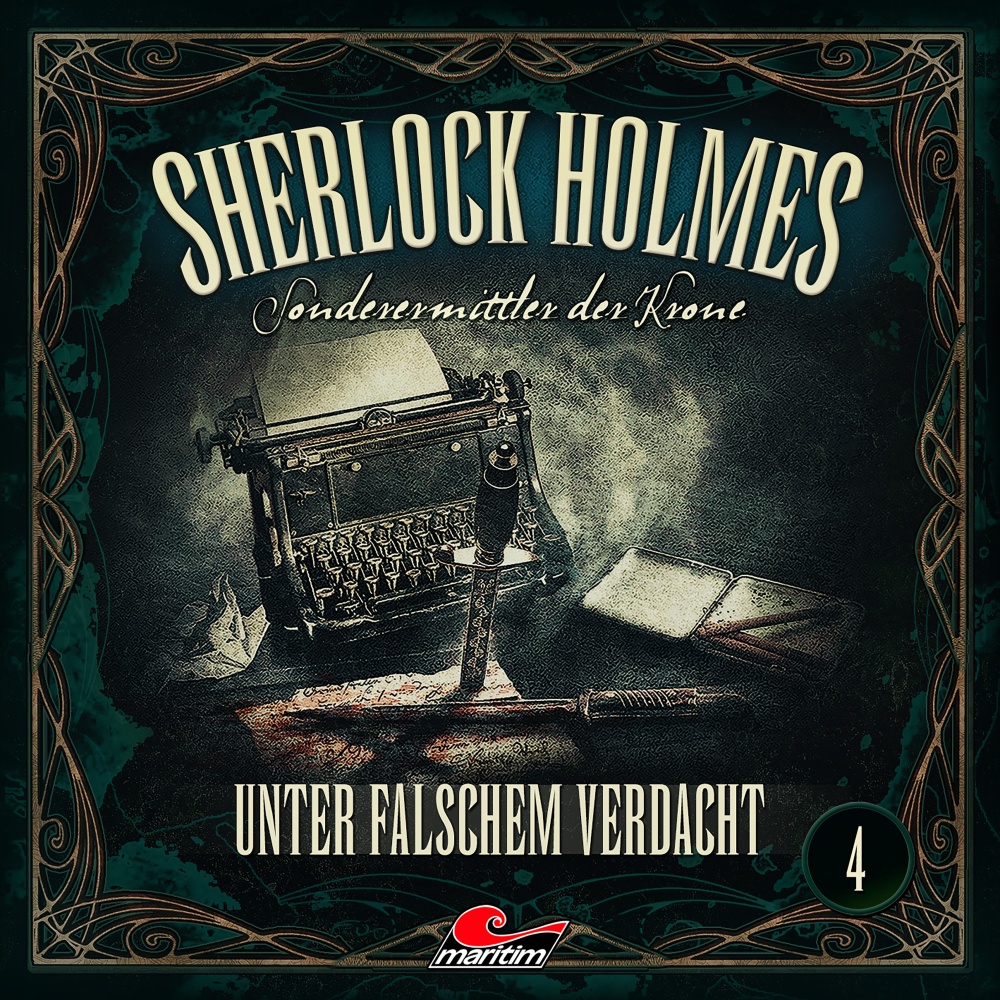 SHERLOCK HOLMES
Sonderermittler der Krone
UNTER FALSCHEM VERDACHT
4
maritim